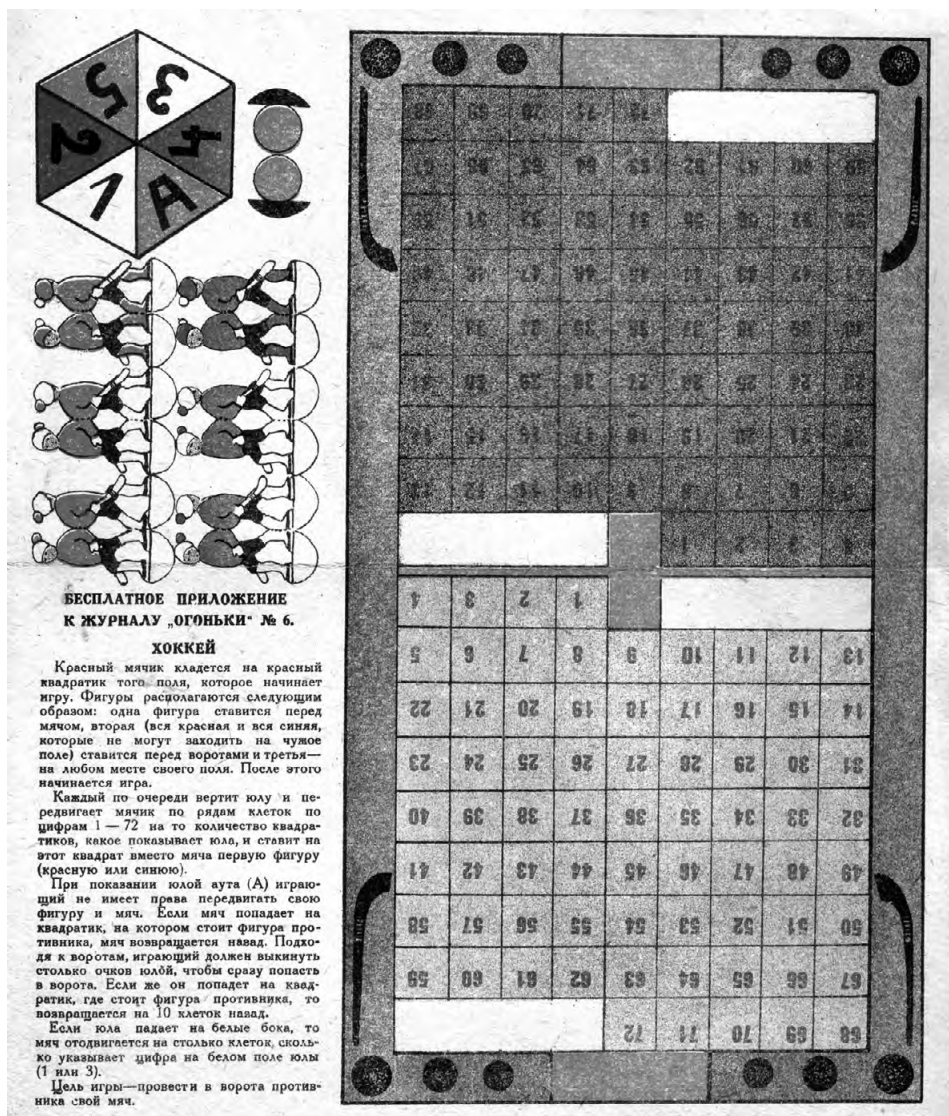 5 3
2 4
1 А
БЕСПЛАТНОЕ ПРИЛОЖЕНИЕ
К ЖУРНАЛУ „ОГОНЬКИ" № 6.
ХОККЕЙ
Красный мячик кладется на красный
квадратик того поля, которое начинает
игру. Фигуры располагаются следующим
образом: одна фигура ставится перед
мячом, вторая (вся красная и вся синяя,
которые не могут заходить на чужое
поле) ставится перед воротами и третья—
на любом месте своего поля. После этого
начинается игра.
Каждый по очереди вертит юлу и пе-
редвигает мячик по рядам клеток по
цифрам 1 — 72 на то количество квадра-
тиков, какое показывает юла, и ставит на
этот квадрат вместо мяча первую фигуру
(красную или синюю).
При показании юлой аута (А) играю-
щий не имеет права передвигать свою
фигуру и мяч. Если мяч попадает на
квадратик, на котором стоит фигура про-
тивника, мяч возвращается назад. Подхо-
дя к воротам, играющий должен выкинуть
столько очков юлой, чтобы сразу попасть
в ворота. Если же он попадет на квад-
ратик, где стоит фигура противника, то
возвращается на 10 клеток назад.
Если юла падает на белые бока, то
мяч отодвигается на столько клеток, сколь-
ко указывает цифра на белом поле юлы
(1 или 3).
Цель игры—провести в ворота против-
ника свой мяч.
4 3 2 1
5 6 7 8 9 10 11 12 13
22 21 20 19 18 17 16 15 14
23 24 25 26 27 28 29 30 31
40 39 38 37 36 35 34 33 32
41 42 43 44 45 46 47 48 49
58 57 56 55 54 53 52 51 50
59 60 61 62 63 64 65 66 67
72 71 70 69 68